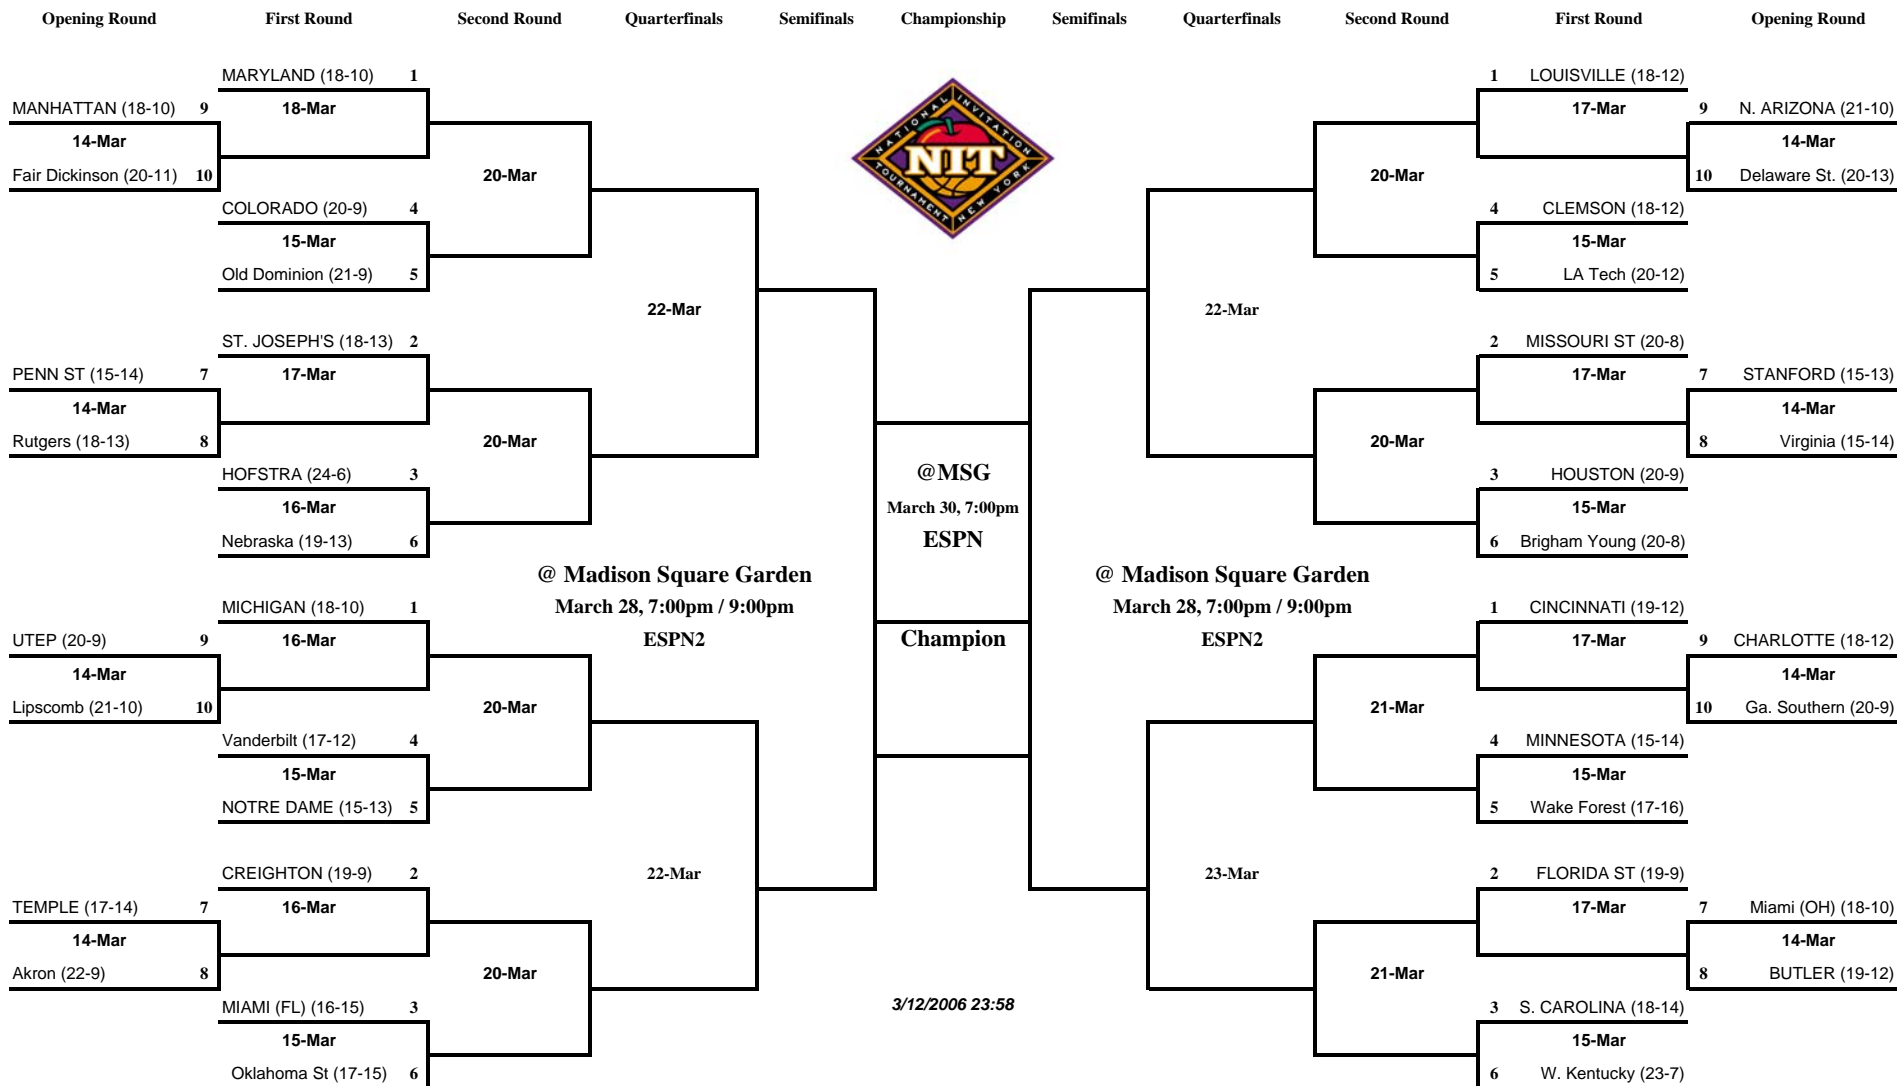 Opening Round First Round Second Round Quarterfinals Semifinals Championship Semifinals Quarterfinals Second Round First Round Opening Round
MARYLAND (18-10) 1 1 LOUISVILLE (18-12)
MANHATTAN (18-10) 9 18-Mar 17-Mar 9 N. ARIZONA (21-10)
14-Mar 14-Mar
NATIONAL INVITATION
NIT
TOURNAMENT NEW YORK
Fair Dickinson (20-11) 10 20-Mar 20-Mar 10 Delaware St. (20-13)
COLORADO (20-9) 4 4 CLEMSON (18-12)
15-Mar 15-Mar
Old Dominion (21-9) 5 5 LA Tech (20-12)
22-Mar 22-Mar
ST. JOSEPH'S (18-13) 2 2 MISSOURI ST (20-8)
PENN ST (15-14) 7 17-Mar 17-Mar 7 STANFORD (15-13)
14-Mar 14-Mar
Rutgers (18-13) 8 20-Mar 20-Mar 8 Virginia (15-14)
HOFSTRA (24-6) 3 @MSG 3 HOUSTON (20-9)
16-Mar March 30, 7:00pm 15-Mar
Nebraska (19-13) 6 ESPN 6 Brigham Young (20-8)
@ Madison Square Garden @ Madison Square Garden
MICHIGAN (18-10) 1 March 28, 7:00pm / 9:00pm March 28, 7:00pm / 9:00pm 1 CINCINNATI (19-12)
UTEP (20-9) 9 16-Mar ESPN2 Champion ESPN2 17-Mar 9 CHARLOTTE (18-12)
14-Mar 14-Mar
Lipscomb (21-10) 10 20-Mar 21-Mar 10 Ga. Southern (20-9)
Vanderbilt (17-12) 4 4 MINNESOTA (15-14)
15-Mar 15-Mar
NOTRE DAME (15-13) 5 5 Wake Forest (17-16)
CREIGHTON (19-9) 2 22-Mar 23-Mar 2 FLORIDA ST (19-9)
TEMPLE (17-14) 7 16-Mar 17-Mar 7 Miami (OH) (18-10)
14-Mar 14-Mar
Akron (22-9) 8 20-Mar 21-Mar 8 BUTLER (19-12)
MIAMI (FL) (16-15) 3 3/12/2006 23:58 3 S. CAROLINA (18-14)
15-Mar 15-Mar
Oklahoma St (17-15) 6 6 W. Kentucky (23-7)